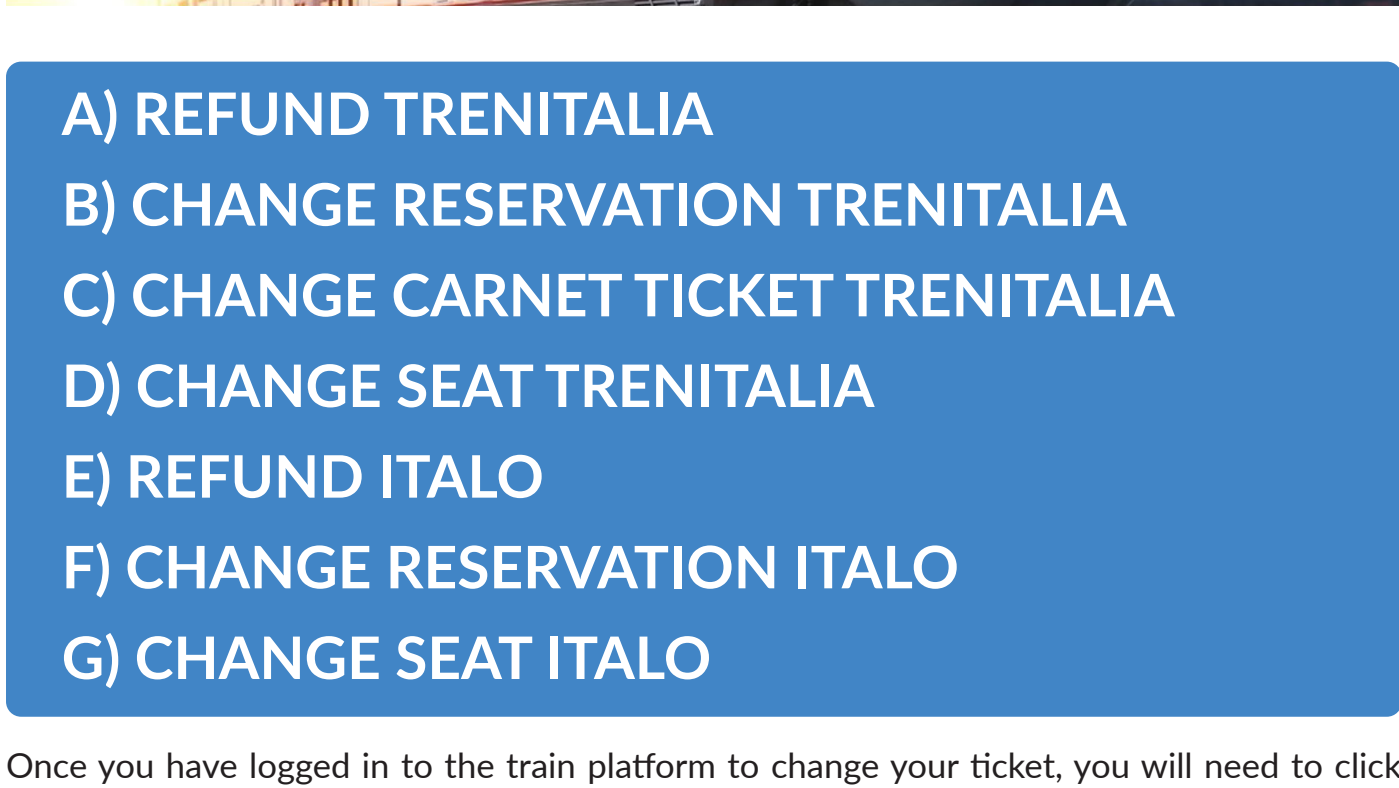 A) REFUND TRENITALIA
B) CHANGE RESERVATION TRENITALIA
C) CHANGE CARNET TICKET TRENITALIA
D) CHANGE SEAT TRENITALIA
E) REFUND ITALO
F) CHANGE RESERVATION ITALO
G) CHANGE SEAT ITALO
Once you have logged in to the train platform to change your ticket, you will need to click